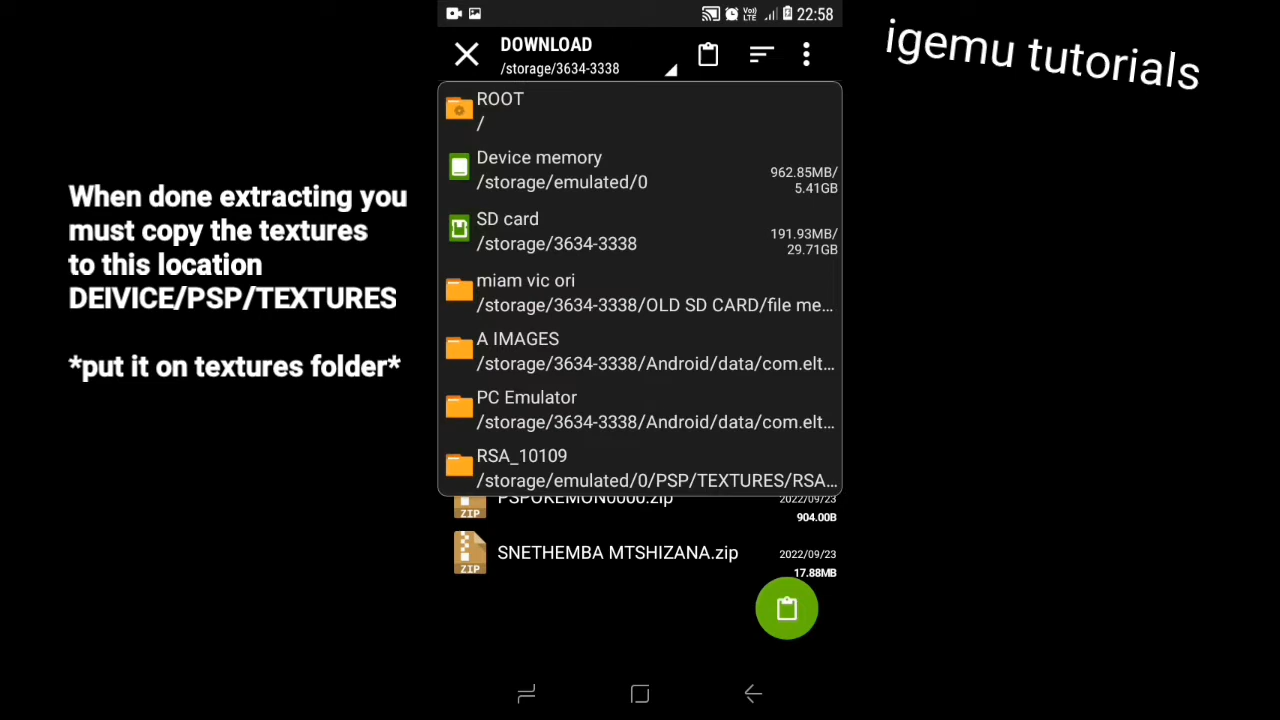 22:58
DOWNLOAD
/storage/3634-3338
igemu tutorials
When done extracting you
must copy the textures
to this location
DEIVICE/PSP/TEXTURES
*put it on textures folder*
ROOT
/
Device memory
/storage/emulated/0
962.85MB/
5.41GB
SD card
/storage/3634-3338
191.93MB/
29.71GB
miam vic ori
/storage/3634-3338/OLD SD CARD/file me…
A IMAGES
/storage/3634-3338/Android/data/com.elt…
PC Emulator
/storage/3634-3338/Android/data/com.elt…
RSA_10109
/storage/emulated/0/PSP/TEXTURES/RSA…
PSPOKEMON0000.zip
2022/09/23
904.00B
ZIP
SNETHEMBA MTSHIZANA.zip
2022/09/23
17.88MB
ZIP